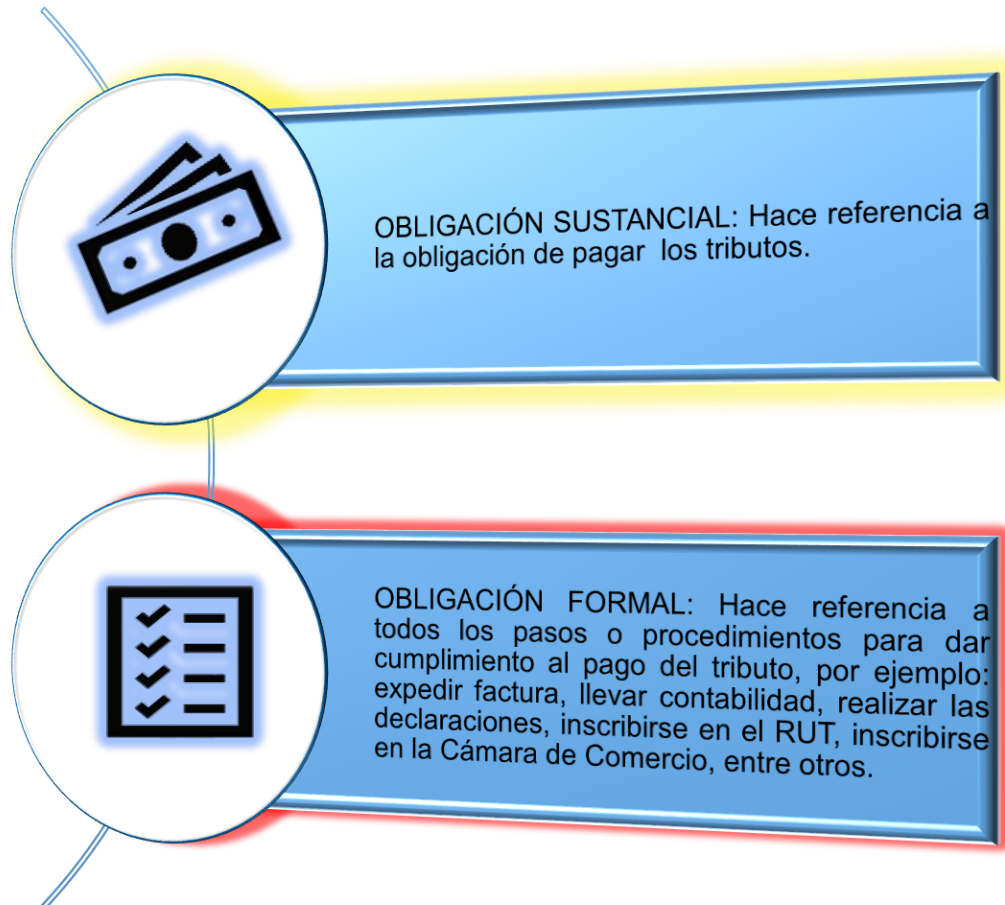 OBLIGACIÓN SUSTANCIAL: Hace referencia a
la obligación de pagar los tributos.
OBLIGACIÓN FORMAL: Hace referencia a
todos los pasos o procedimientos para dar
cumplimiento al pago del tributo, por ejemplo:
expedir factura, llevar contabilidad, realizar las
declaraciones, inscribirse en el RUT, inscribirse
en la Cámara de Comercio, entre otros.